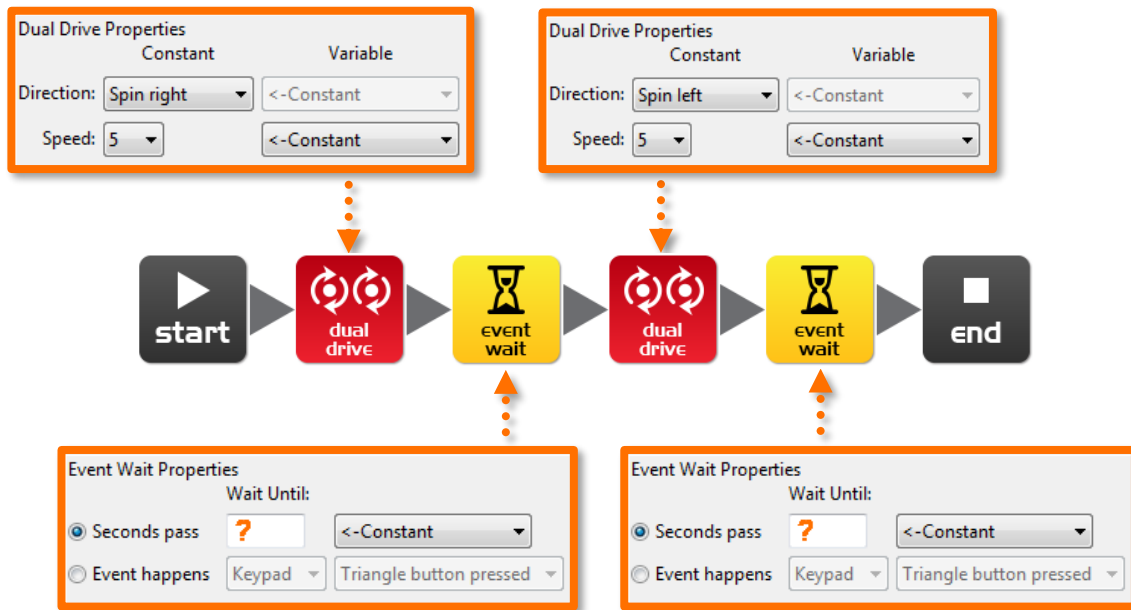 Dual Drive Properties
Constant Variable
Direction: Spin right <-Constant
Speed: 5 <-Constant
Dual Drive Properties
Constant Variable
Direction: Spin left <-Constant
Speed: 5 <-Constant
start
dual
drive
event
wait
dual
drive
event
wait
end
Event Wait Properties
Wait Until:
Seconds pass ? <-Constant
Event happens Keypad Triangle button pressed
Event Wait Properties
Wait Until:
Seconds pass ? <-Constant
Event happens Keypad Triangle button pressed